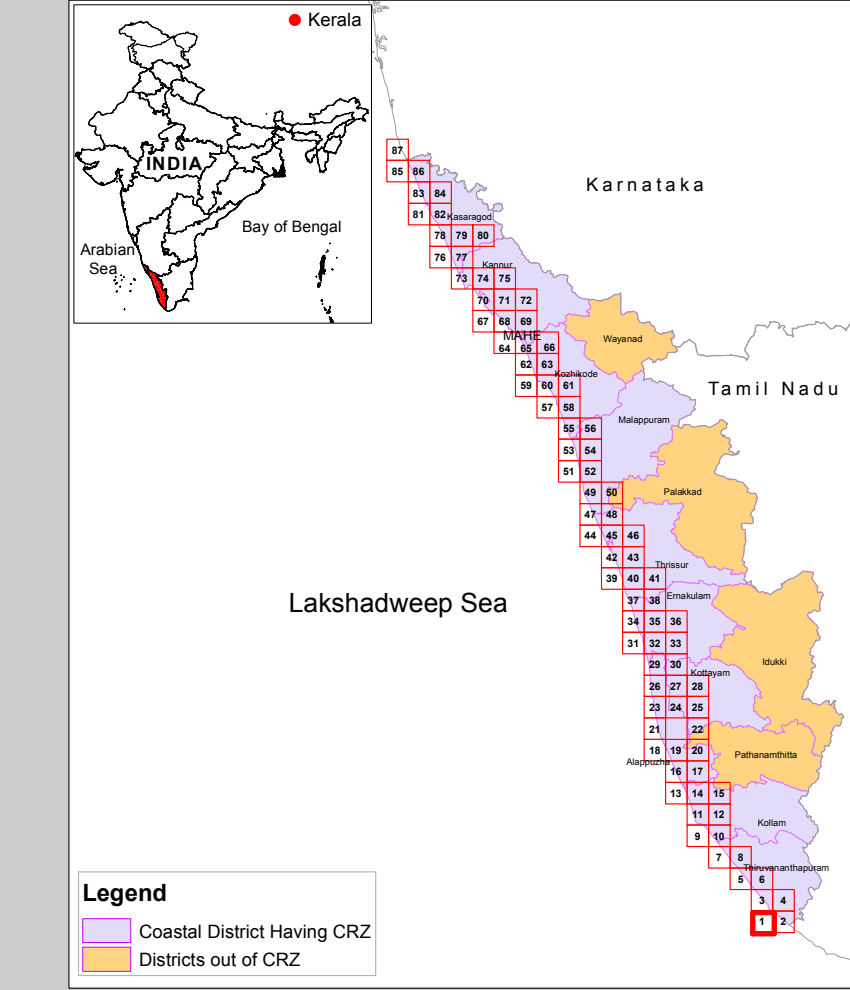 Kerala
INDIA
Bay of Bengal
Arabian
Sea
Karnataka
87
85 86
83 84
81 82
Kasaragod
78 79 80
76 77
Kannur
73 74 75
70 71 72
67 68 69
MAHE
Wayanad
64 65 66
62 63
Kozhikode
59 60 61
Tamil Nadu
57 58
Malappuram
55 56
53 54
51 52
49 50
Palakkad
47 48
44 45 46
42 43
Thrissur
39 40 41
Ernakulam
37 38
Lakshadweep Sea
34 35 36
31 32 33
29 30
Idukki
Kottayam
26 27 28
23 24 25
21 22
18 19 20
Pathanamthitta
Alappuzha
16 17
13 14 15
11 12
Kollam
9 10
7 8
Thiruvananthapuram
5 6
3 4
1 2
Legend
Coastal District Having CRZ
Districts out of CRZ